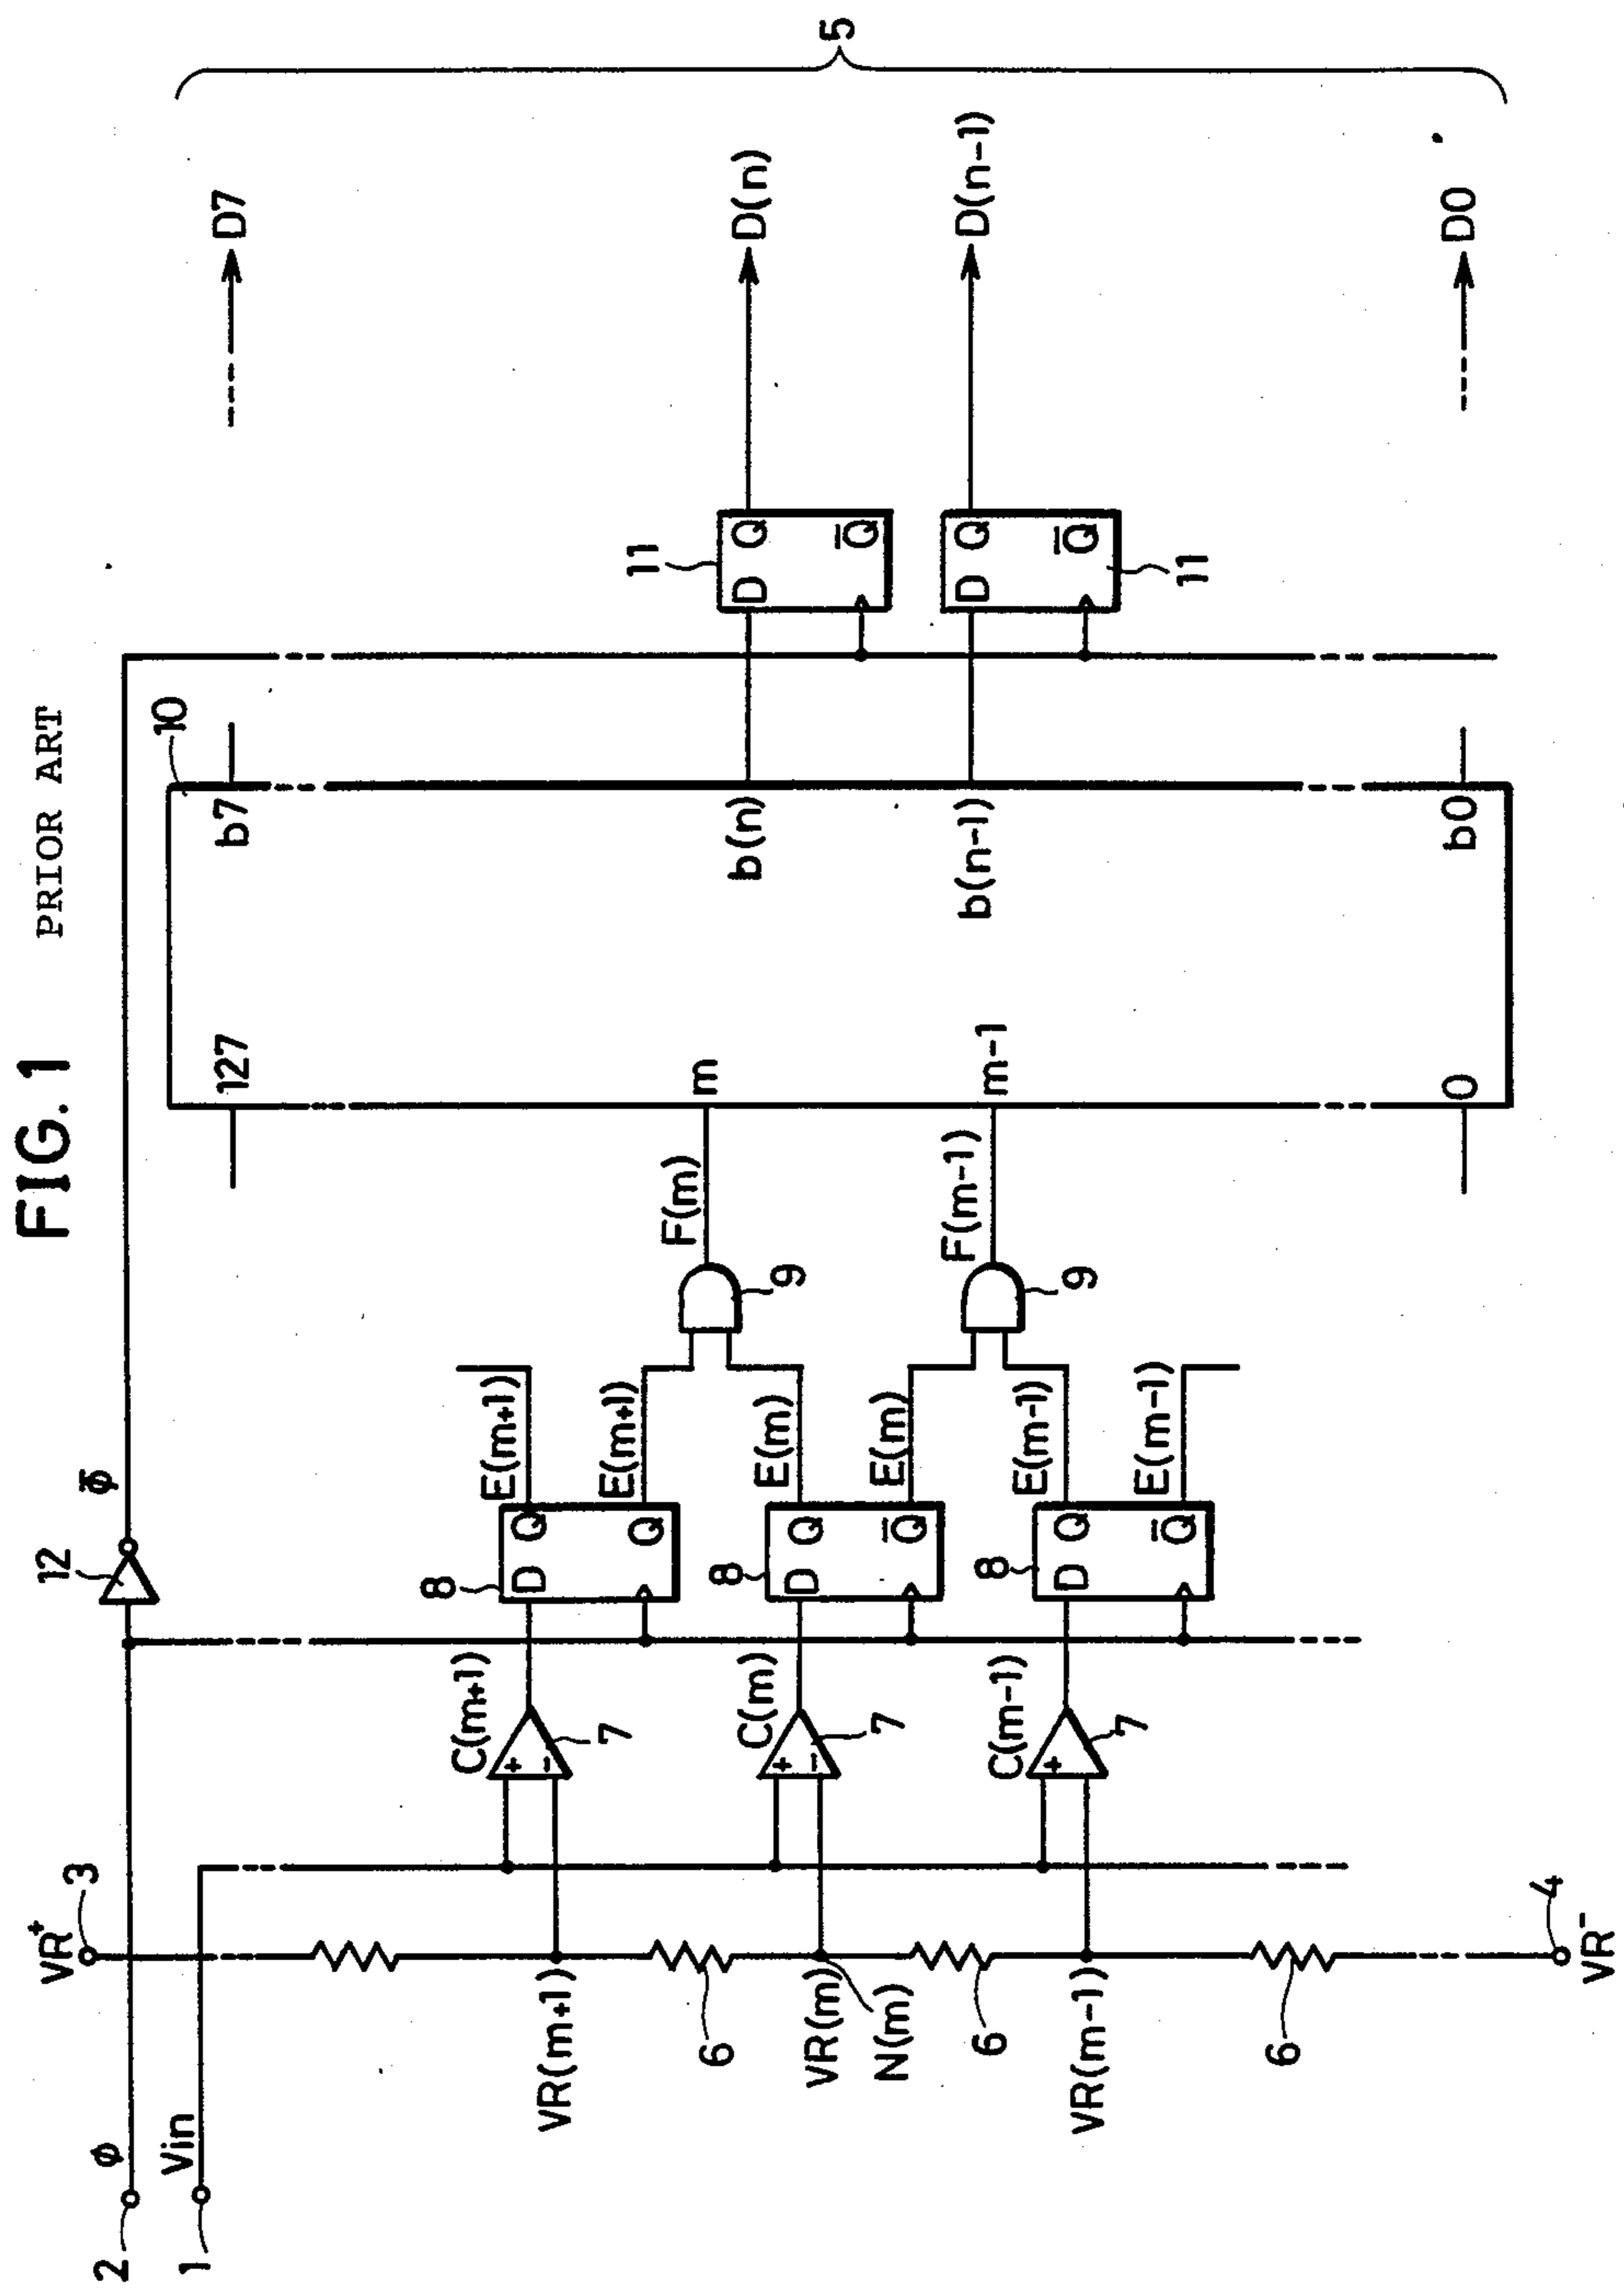 FIG. 1 PRIOR ART
2
ϕ
12
ϕ̅
1
Vin
VR⁺
3
10
127
b7
D7
VR(m+1)
C(m+1)
7
+
−
8
D
Q
Q
E(m+1)
E(m+1)
6
VR(m)
N(m)
C(m)
7
+
−
8
D
Q
Q̅
E(m)
E(m)
9
F(m)
m
b(n)
11
D
Q
Q̅
D(n)
6
VR(m−1)
C(m−1)
7
+
8
D
Q
Q̅
E(m−1)
E(m−1)
9
F(m−1)
m−1
b(n−1)
11
D
Q
Q̅
D(n−1)
5
6
4
VR⁻
0
b0
D0